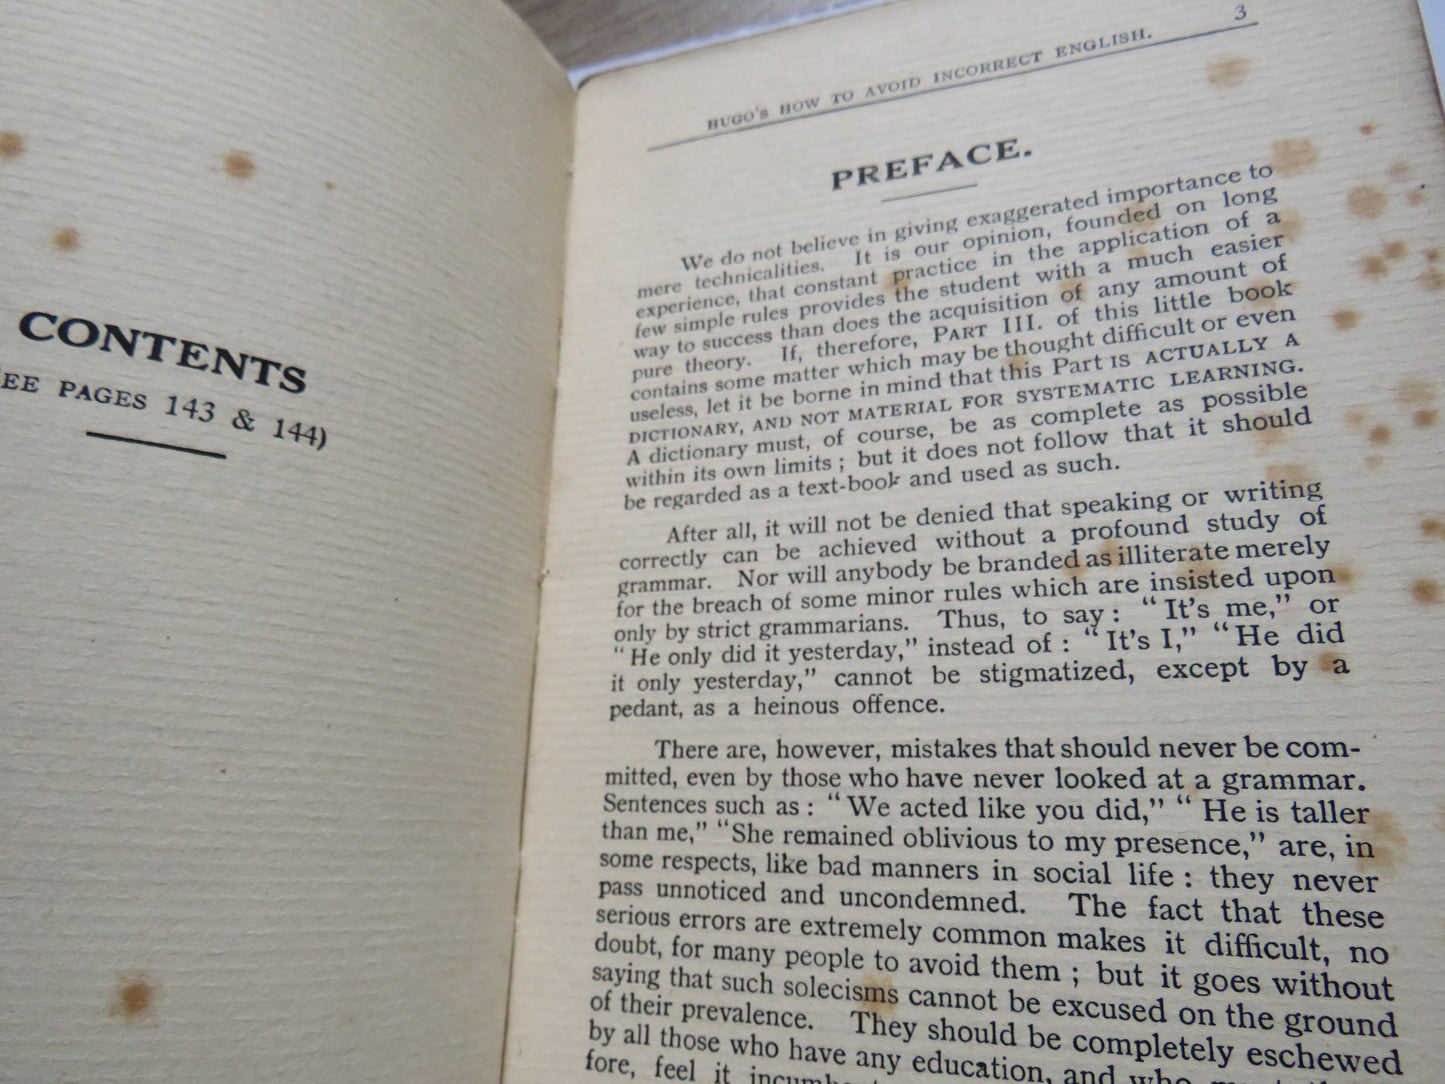 CONTENTS
EE PAGES 143 & 144)
3
HUGO'S HOW TO AVOID INCORRECT ENGLISH.
PREFACE.
We do not believe in giving exaggerated importance to
mere technicalities. It is our opinion, founded on long
experience, that constant practice in the application of a
few simple rules provides the student with a much easier
way to success than does the acquisition of any amount of
pure theory. If, therefore, PART III. of this little book
contains some matter which may be thought difficult or even
useless, let it be borne in mind that this Part IS ACTUALLY A
DICTIONARY, AND NOT MATERIAL FOR SYSTEMATIC LEARNING.
A dictionary must, of course, be as complete as possible
within its own limits ; but it does not follow that it should
be regarded as a text-book and used as such.
After all, it will not be denied that speaking or writing
correctly can be achieved without a profound study of
grammar. Nor will anybody be branded as illiterate merely
for the breach of some minor rules which are insisted upon
only by strict grammarians. Thus, to say : "It's me," or
"He only did it yesterday," instead of : "It's I," "He did
it only yesterday," cannot be stigmatized, except by a
pedant, as a heinous offence.
There are, however, mistakes that should never be com-
mitted, even by those who have never looked at a grammar.
Sentences such as : "We acted like you did," "He is taller
than me," "She remained oblivious to my presence," are, in
some respects, like bad manners in social life : they never
pass unnoticed and uncondemned. The fact that these
serious errors are extremely common makes it difficult, no
doubt, for many people to avoid them ; but it goes without
saying that such solecisms cannot be excused on the ground
of their prevalence. They should be completely eschewed
by all those who have any education, and who
fore, feel it